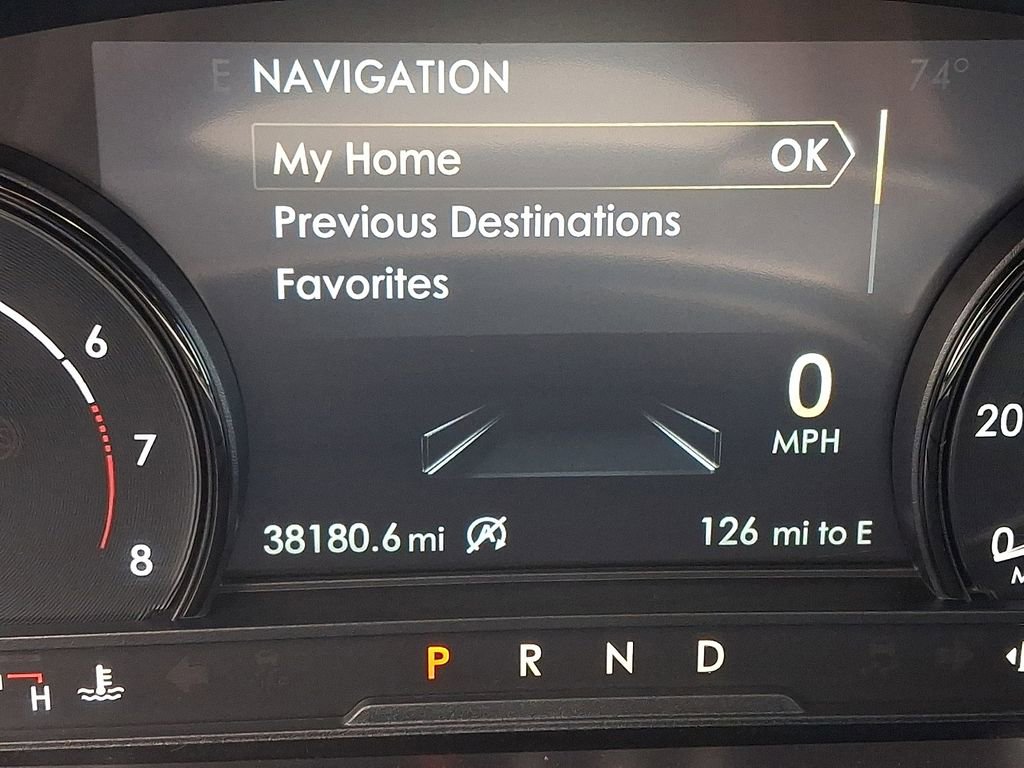 E NAVIGATION 74°
My Home OK
Previous Destinations
Favorites
6
7
8
0
MPH
20
0
M
38180.6 mi A 126 mi to E
P R N D
H